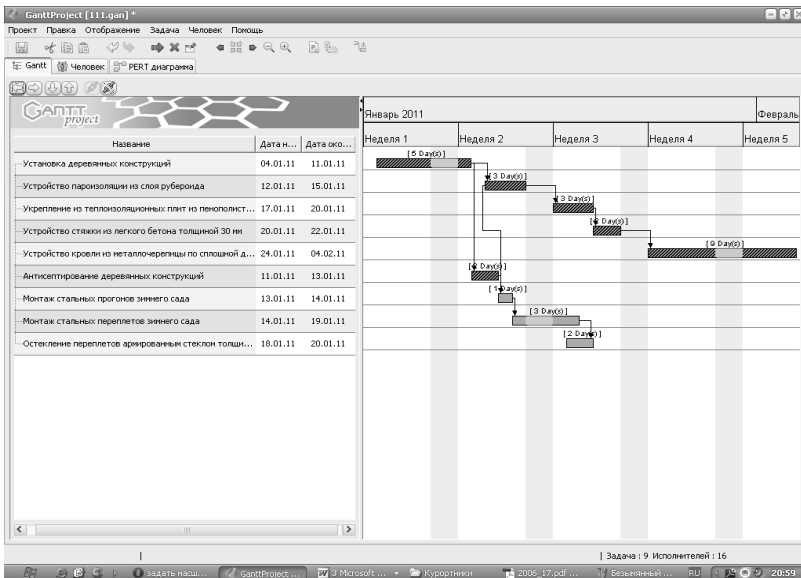 GanttProject [111.gan] *
Проект Правка Отображение Задача Человек Помощь
Gantt Человек PERT диаграмма
GANTT project
Январь 2011 Февраль
Название Дата н... Дата око... Неделя 1 Неделя 2 Неделя 3 Неделя 4 Неделя 5
Установка деревянных конструкций 04.01.11 11.01.11 [ 5 Day(s) ]
Устройство пароизоляции из слоя рубероида 12.01.11 15.01.11 [ 3 Day(s) ]
Укрепление из теплоизоляционных плит из пенополист... 17.01.11 20.01.11 [ 3 Day(s) ]
Устройство стяжки из легкого бетона толщиной 30 мм 20.01.11 22.01.11 [ 2 Day(s) ]
Устройство кровли из металлочерепицы по сплошной д... 24.01.11 04.02.11 [ 9 Day(s) ]
Антисептирование деревянных конструкций 11.01.11 13.01.11 [ 2 Day(s) ]
Монтаж стальных прогонов зимнего сада 13.01.11 14.01.11 [ 1 Day(s) ]
Монтаж стальных переплетов зимнего сада 14.01.11 19.01.11 [ 3 Day(s) ]
Остекление переплетов армированным стеклом толщи... 18.01.11 20.01.11 [ 2 Day(s) ]
Задача : 9 Исполнителей : 16
задать масш... GanttProject ... 3 Microsoft ... Курортники 2006_17.pdf ... Безымянный ... RU 20:59